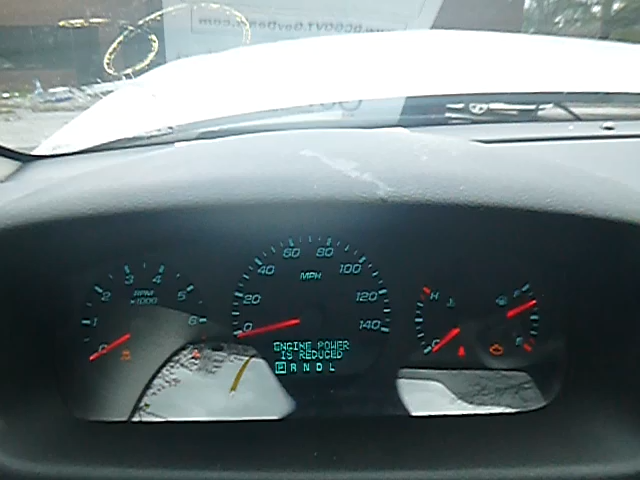 60 80
40 MPH 100
20 120
0 140
3 4
2 5
RPM
x1000
1 6
0
ENGINE POWER
IS REDUCED
P R N D L
H
C
F
E